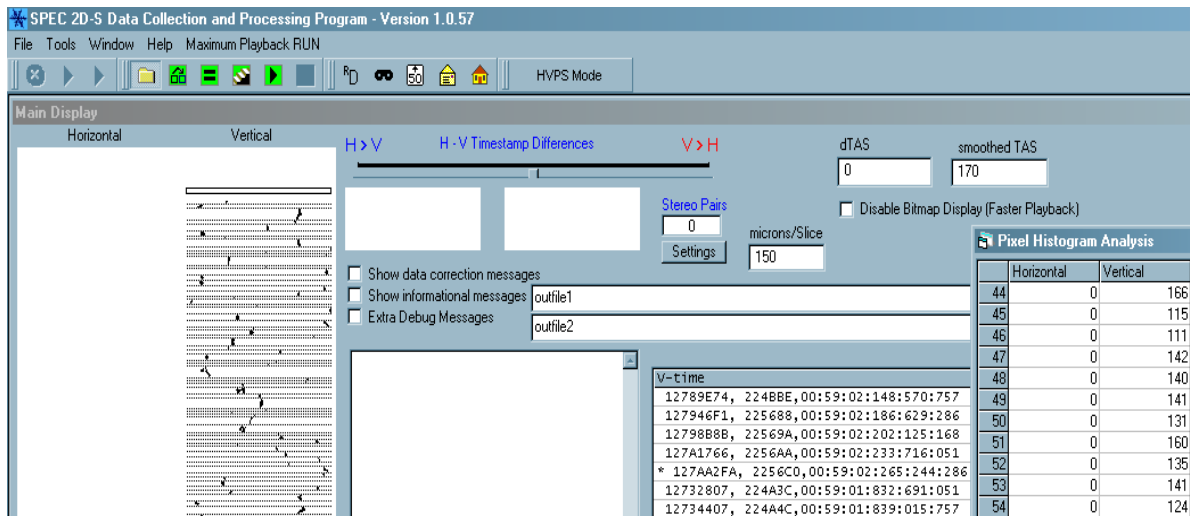 SPEC 2D-S Data Collection and Processing Program - Version 1.0.57
File Tools Window Help Maximum Playback RUN
RD 50 HVPS Mode
Main Display
Horizontal Vertical
H > V H - V Timestamp Differences V > H
dTAS smoothed TAS
0 170
Stereo Pairs
0
Settings
microns/Slice
150
Disable Bitmap Display (Faster Playback)
Show data correction messages
Show informational messages outfile1
Extra Debug Messages
outfile2
V-time
12789E74, 224BBE,00:59:02:148:570:757
127946F1, 225688,00:59:02:186:629:286
12798B8B, 22569A,00:59:02:202:125:168
127A1766, 2256AA,00:59:02:233:716:051
* 127AA2FA, 2256C0,00:59:02:265:244:286
12732807, 224A3C,00:59:01:832:691:051
12734407, 224A4C,00:59:01:839:015:757
Pixel Histogram Analysis
Horizontal Vertical
44 0 166
45 0 115
46 0 111
47 0 142
48 0 140
49 0 141
50 0 131
51 0 160
52 0 135
53 0 141
54 0 124